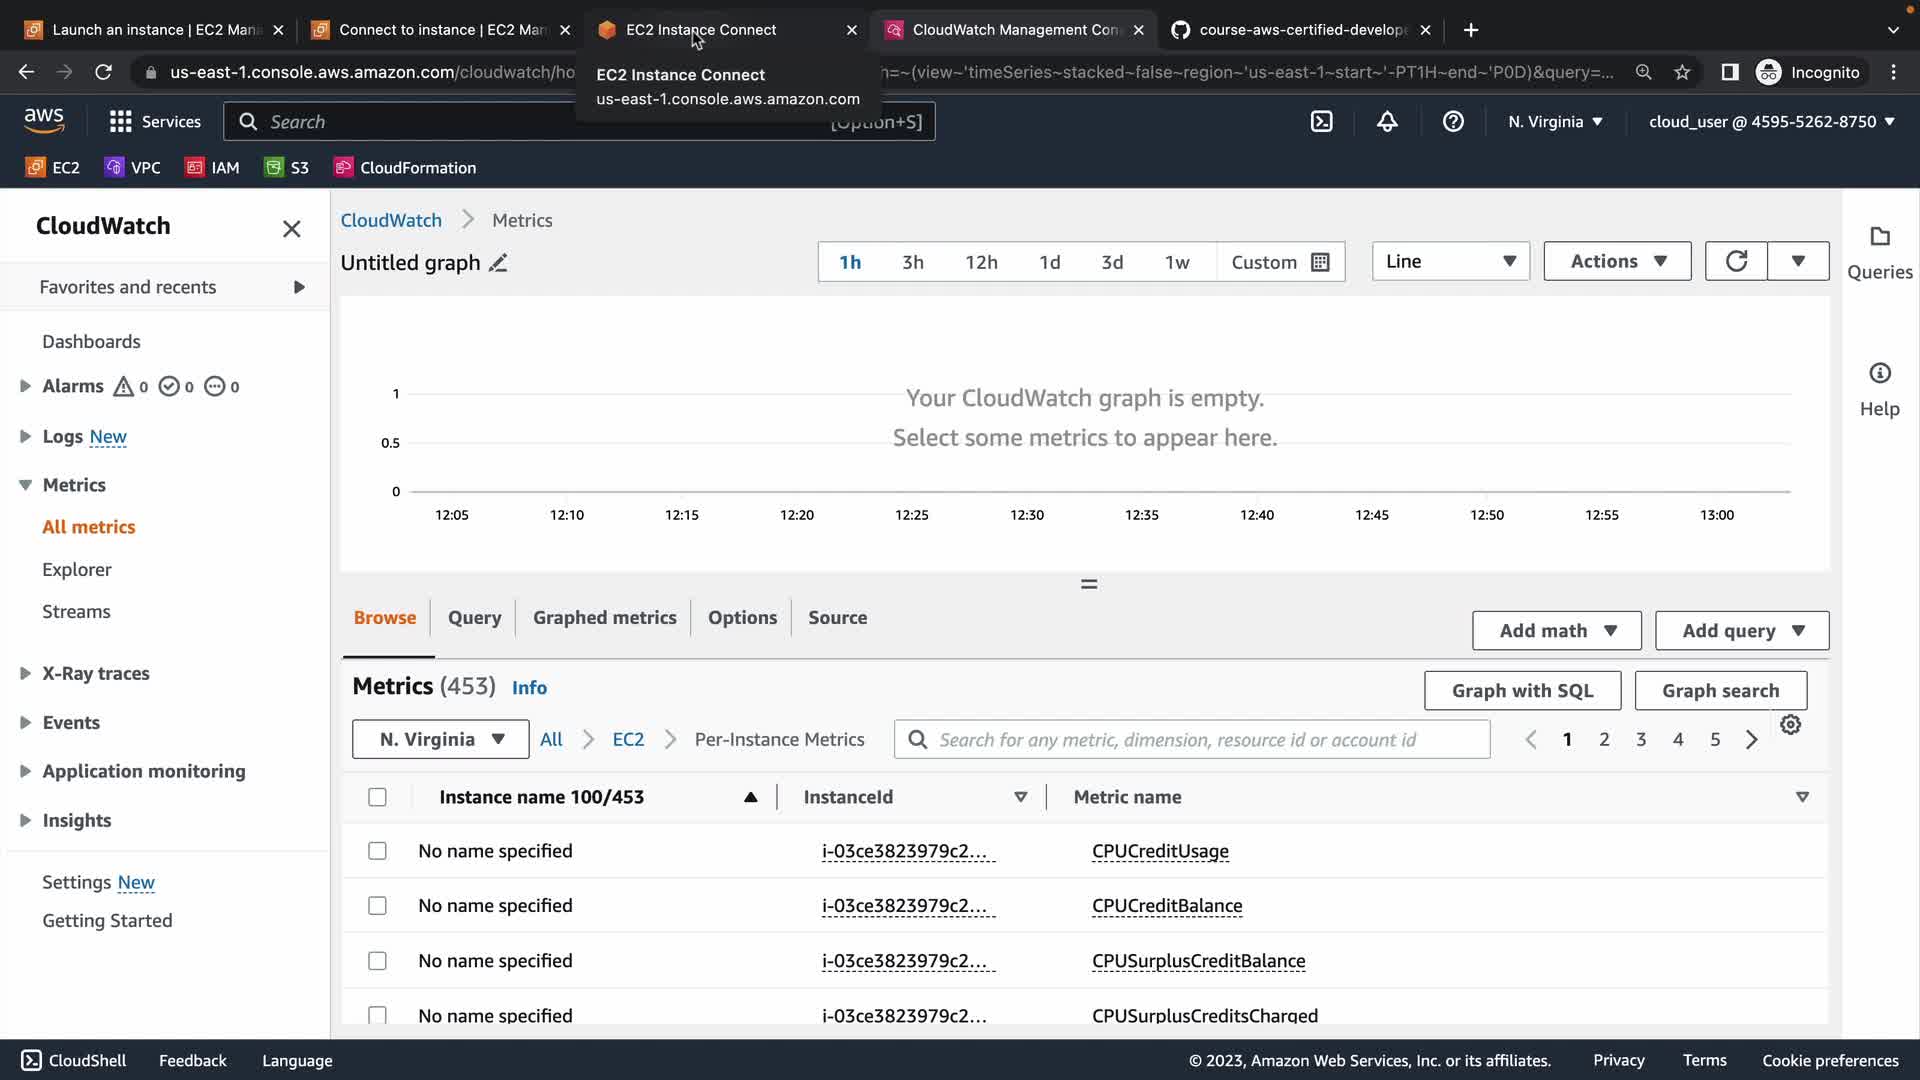 Launch an instance | EC2 Mana
Connect to instance | EC2 Man
EC2 Instance Connect
CloudWatch Management Con
course-aws-certified-develope
us-east-1.console.aws.amazon.com/cloudwatch/ho
h=~(view~'timeSeries~stacked~false~region~'us-east-1~start~'-PT1H~end~'P0D)&query=...
Incognito
EC2 Instance Connect
us-east-1.console.aws.amazon.com
aws
Services
Search
[Option+S]
N. Virginia
cloud_user @ 4595-5262-8750
EC2
VPC
IAM
S3
CloudFormation
CloudWatch
Favorites and recents
Dashboards
Alarms 0 0 0
Logs New
Metrics
All metrics
Explorer
Streams
X-Ray traces
Events
Application monitoring
Insights
Settings New
Getting Started
CloudWatch
Metrics
Untitled graph
1h
3h
12h
1d
3d
1w
Custom
Line
Actions
Queries
Help
Your CloudWatch graph is empty.
Select some metrics to appear here.
1
0.5
0
12:05
12:10
12:15
12:20
12:25
12:30
12:35
12:40
12:45
12:50
12:55
13:00
Browse
Query
Graphed metrics
Options
Source
Add math
Add query
Metrics (453) Info
Graph with SQL
Graph search
N. Virginia
All
EC2
Per-Instance Metrics
Search for any metric, dimension, resource id or account id
1 2 3 4 5
Instance name 100/453
InstanceId
Metric name
No name specified i-03ce3823979c2... CPUCreditUsage
No name specified i-03ce3823979c2... CPUCreditBalance
No name specified i-03ce3823979c2... CPUSurplusCreditBalance
No name specified i-03ce3823979c2... CPUSurplusCreditsCharged
CloudShell
Feedback
Language
© 2023, Amazon Web Services, Inc. or its affiliates.
Privacy
Terms
Cookie preferences